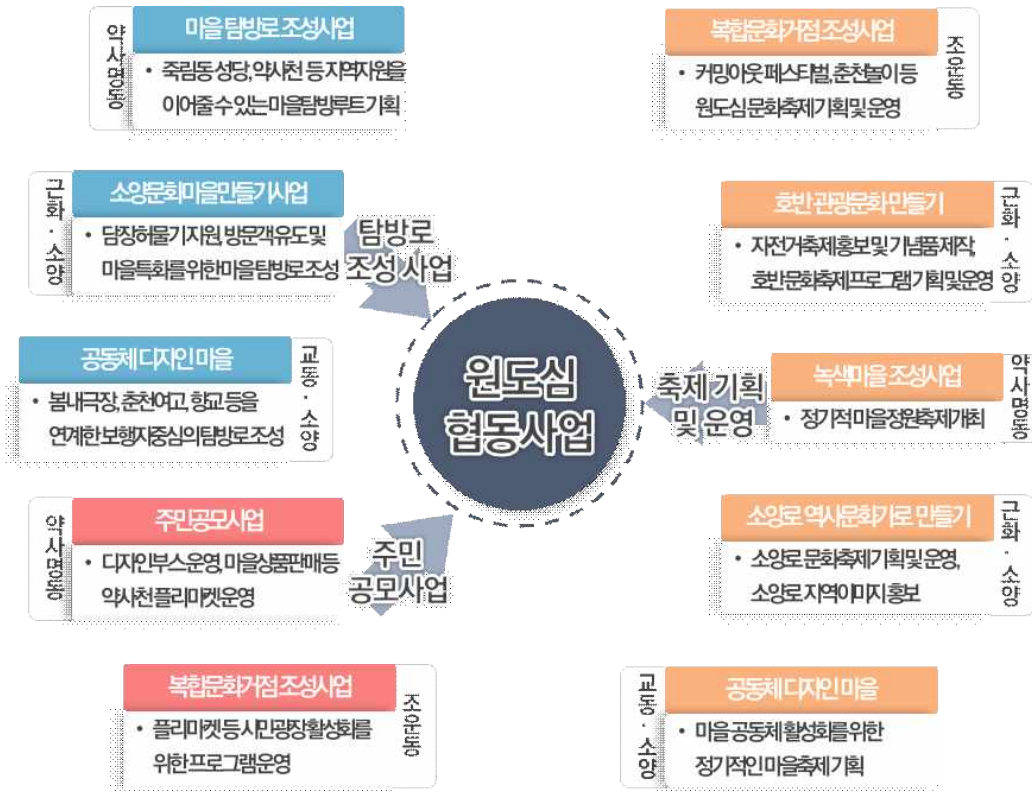 약사명동
마을 탐방로 조성사업
• 죽림동 성당, 약사천 등 지역자원을
이어줄 수 있는 마을탐방루트 기획
복합문화거점 조성사업
조운동
• 커밍아웃 페스티벌, 춘천놀이 등
원도심 문화축제 기획 및 운영
근화·소양
소양문화마을만들기사업
• 담장허물기 지원, 방문객 유도 및
마을특화를 위한 마을 탐방로 조성
탐방로
조성 사업
호반 관광문화 만들기
근화·소양
• 자전거축제 홍보 및 기념품 제작,
호반문화축제 프로그램 기획 및 운영
공동체 디자인 마을
교동·소양
• 봄내극장, 춘천여고, 향교 등을
연계한 보행자중심의 탐방로 조성
원도심
협동사업
축제 기획
및 운영
녹색마을 조성사업
약사명동
• 정기적 마을정원축제 개최
약사명동
주민공모사업
• 디자인부스 운영, 마을상품판매 등
약사천 플리마켓 운영
주민
공모사업
소양로 역사문화가로 만들기
근화·소양
• 소양로 문화축제 기획 및 운영,
소양로 지역이미지 홍보
복합문화거점 조성사업
조운동
• 플리마켓 등 시민광장 활성화를
위한 프로그램 운영
교동·소양
공동체 디자인 마을
• 마을 공동체 활성화를 위한
정기적인 마을축제 기획